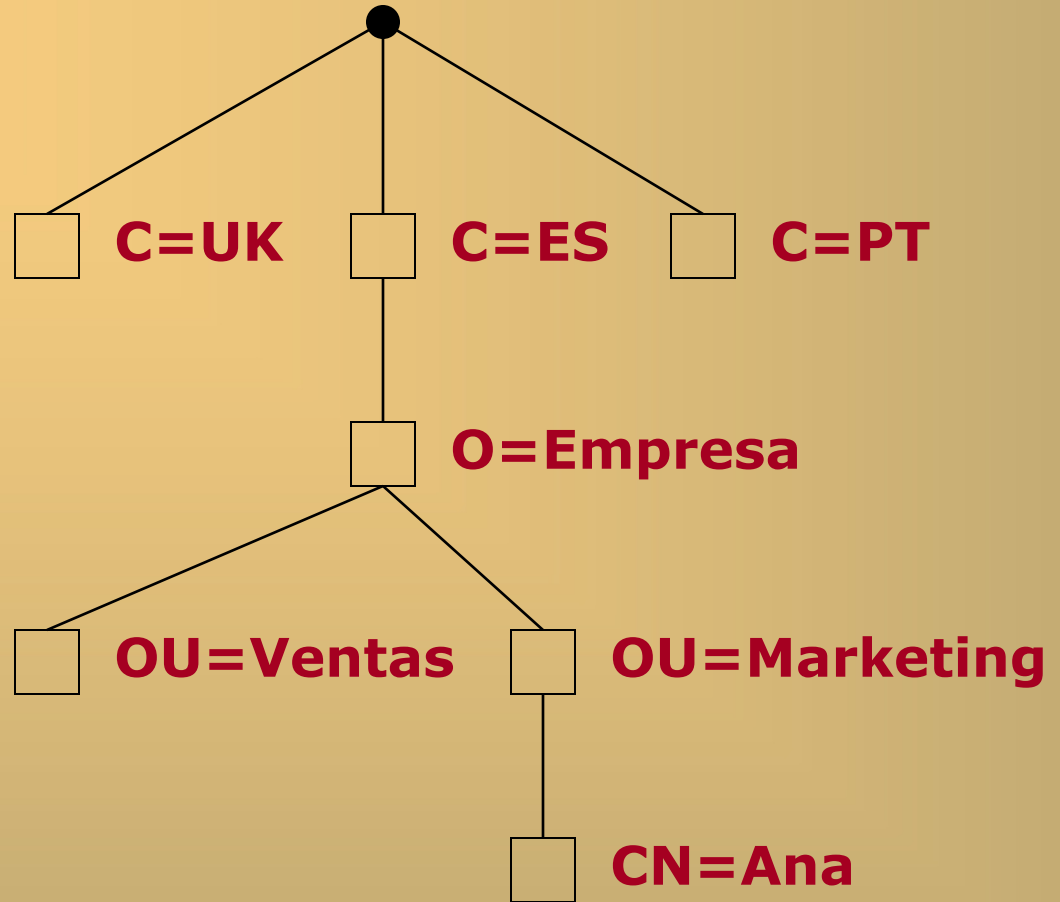 C=UK C=ES C=PT
O=Empresa
OU=Ventas OU=Marketing
CN=Ana